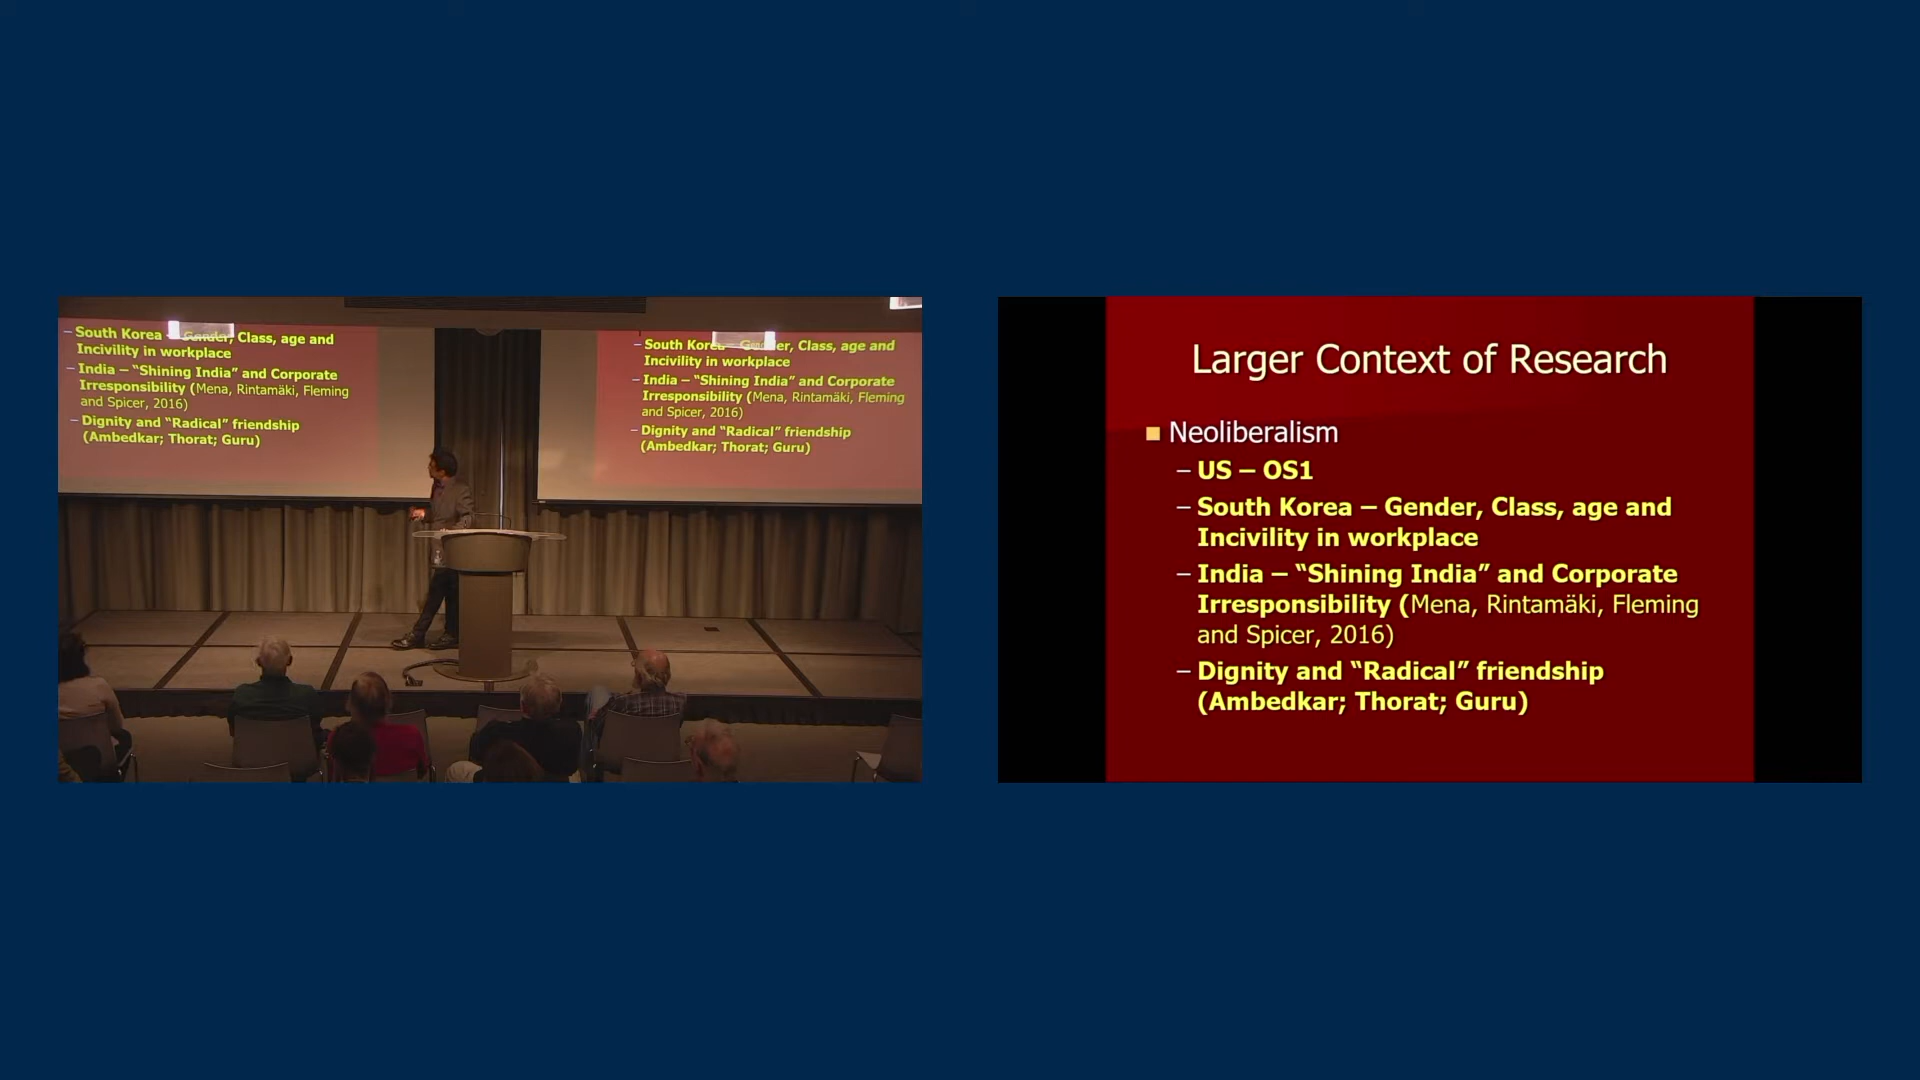 – South Korea – Gender, Class, age and
Incivility in workplace
– India – “Shining India” and Corporate
Irresponsibility (Mena, Rintamäki, Fleming
and Spicer, 2016)
– Dignity and “Radical” friendship
(Ambedkar; Thorat; Guru)
– South Korea – Gender, Class, age and
Incivility in workplace
– India – “Shining India” and Corporate
Irresponsibility (Mena, Rintamäki, Fleming
and Spicer, 2016)
– Dignity and “Radical” friendship
(Ambedkar; Thorat; Guru)
Larger Context of Research
Neoliberalism
– US – OS1
– South Korea – Gender, Class, age and
Incivility in workplace
– India – “Shining India” and Corporate
Irresponsibility (Mena, Rintamäki, Fleming
and Spicer, 2016)
– Dignity and “Radical” friendship
(Ambedkar; Thorat; Guru)